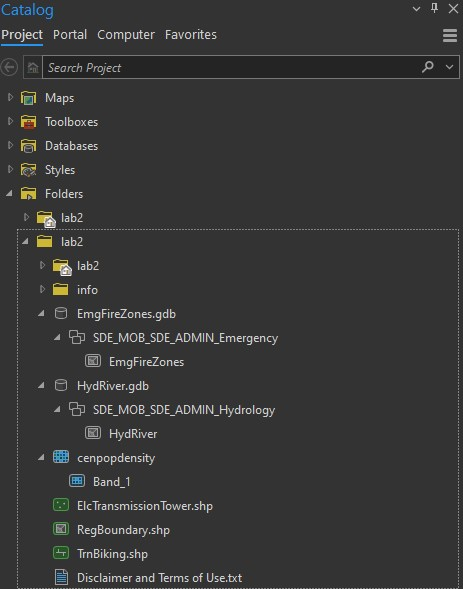 Catalog
Project Portal Computer Favorites
Search Project
Maps
Toolboxes
Databases
Styles
Folders
lab2
lab2
lab2
info
EmgFireZones.gdb
SDE_MOB_SDE_ADMIN_Emergency
EmgFireZones
HydRiver.gdb
SDE_MOB_SDE_ADMIN_Hydrology
HydRiver
cenpopdensity
Band_1
ElcTransmissionTower.shp
RegBoundary.shp
TrnBiking.shp
Disclaimer and Terms of Use.txt